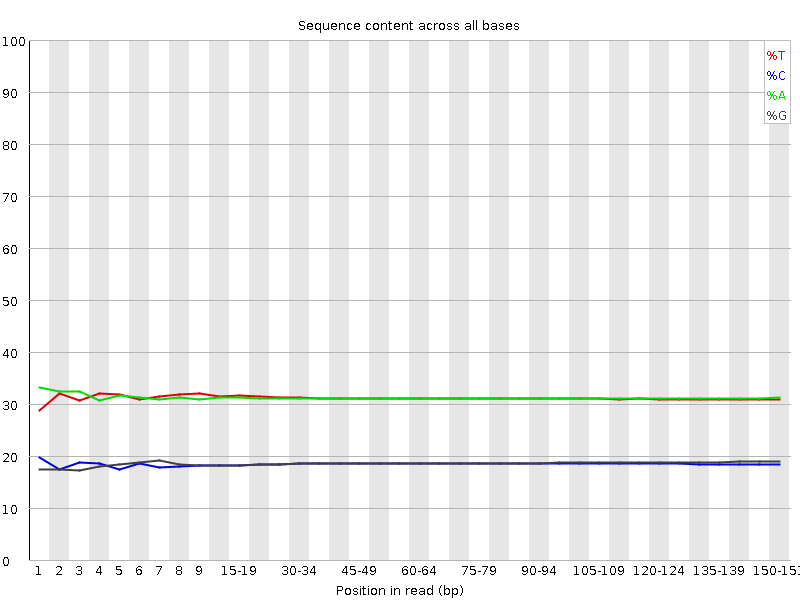 Sequence content across all bases
100
90
80
70
60
50
40
30
20
10
0
%T
%C
%A
%G
1 2 3 4 5 6 7 8 9 15-19 30-34 45-49 60-64 75-79 90-94 105-109 120-124 135-139 150-151
Position in read (bp)